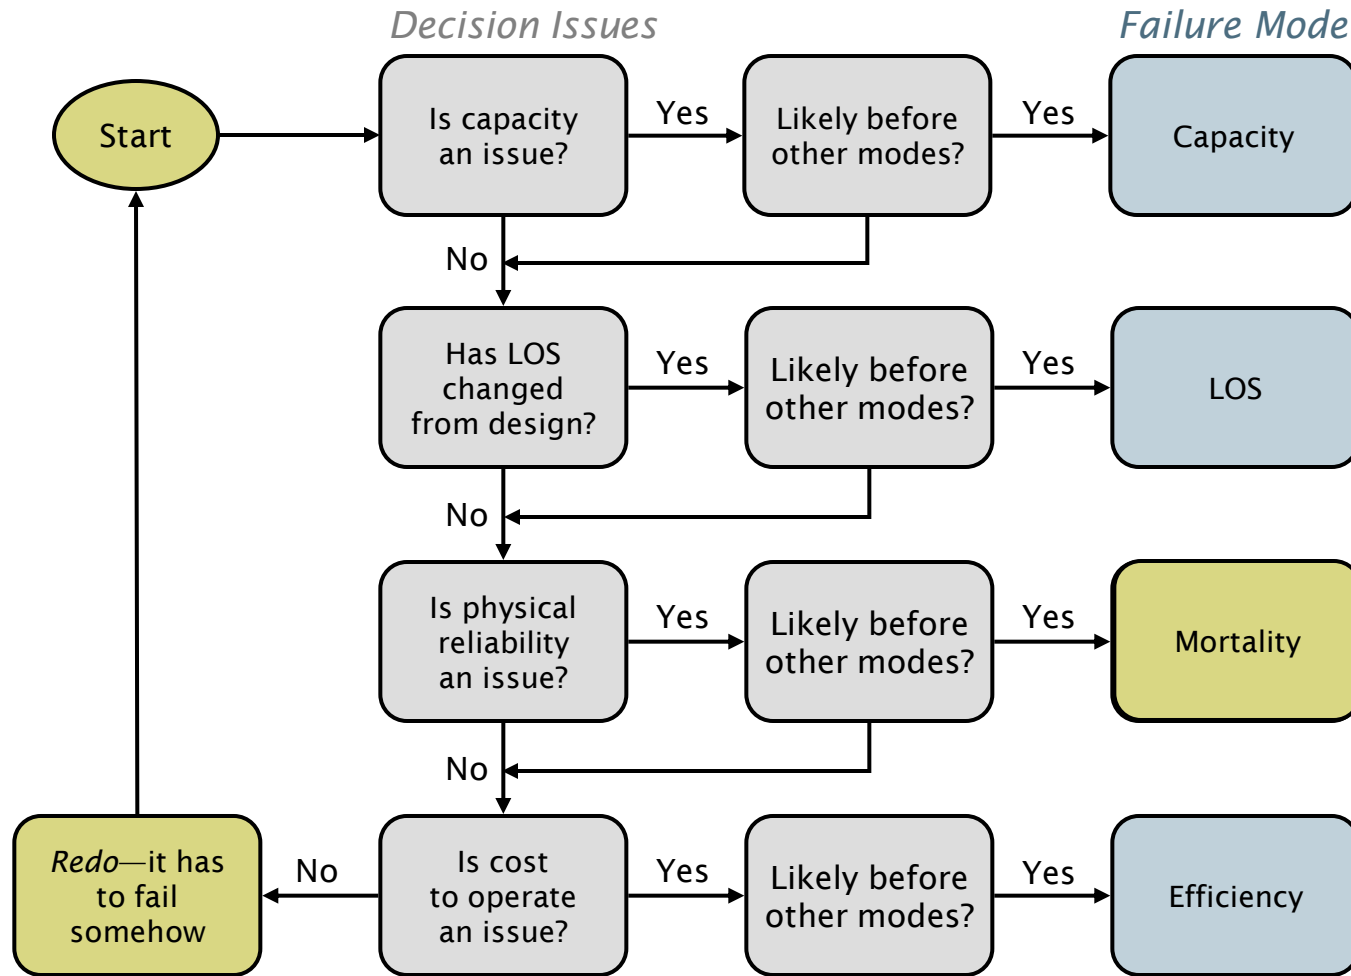 Decision Issues
Failure Mode
Start
Is capacity
an issue?
Yes
Likely before
other modes?
Yes
Capacity
No
Has LOS
changed
from design?
Yes
Likely before
other modes?
Yes
LOS
No
Is physical
reliability
an issue?
Yes
Likely before
other modes?
Yes
Mortality
No
Redo—it has
to fail
somehow
No
Is cost
to operate
an issue?
Yes
Likely before
other modes?
Yes
Efficiency